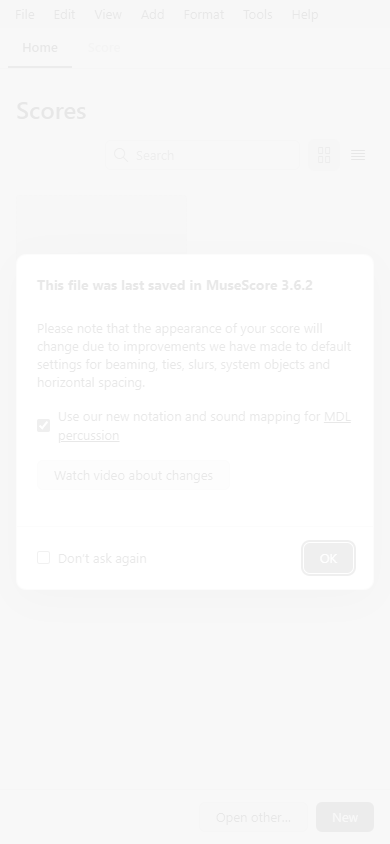 File Edit View Add Format Tools Help
Home Score
Scores
Search
This file was last saved in MuseScore 3.6.2
Please note that the appearance of your score will
change due to improvements we have made to default
settings for beaming, ties, slurs, system objects and
horizontal spacing.
Use our new notation and sound mapping for MDL
percussion
Watch video about changes
Don't ask again OK
Open other... New